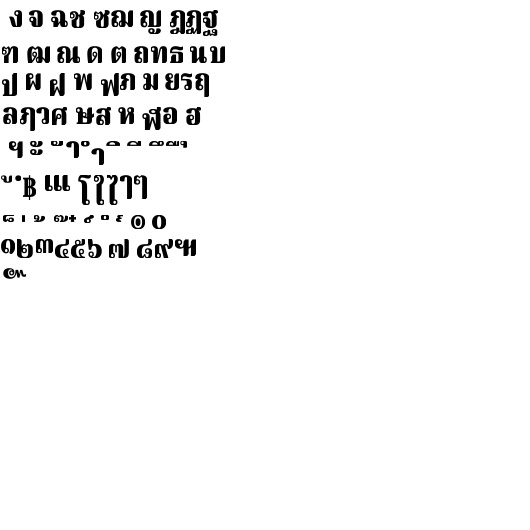 ง จ ฉ ช ซ ฌ ญ ฎ ฏ ฐ
ฑ ฒ ณ ด ต ถ ท ธ น บ
ป ผ ฝ พ ฟ ภ ม ย ร ฤ
ล ฦ ว ศ ษ ส ห ฬ อ ฮ
ฯ ะ ั า ำ ิ ี ึ ื
ุ ู ฿ เ แ โ ใ ไ ๅ ๆ
็ ่ ้ ๊ ๋ ์ ํ ๎ ๏ ๐
๑ ๒ ๓ ๔ ๕ ๖ ๗ ๘ ๙ ๚
๛